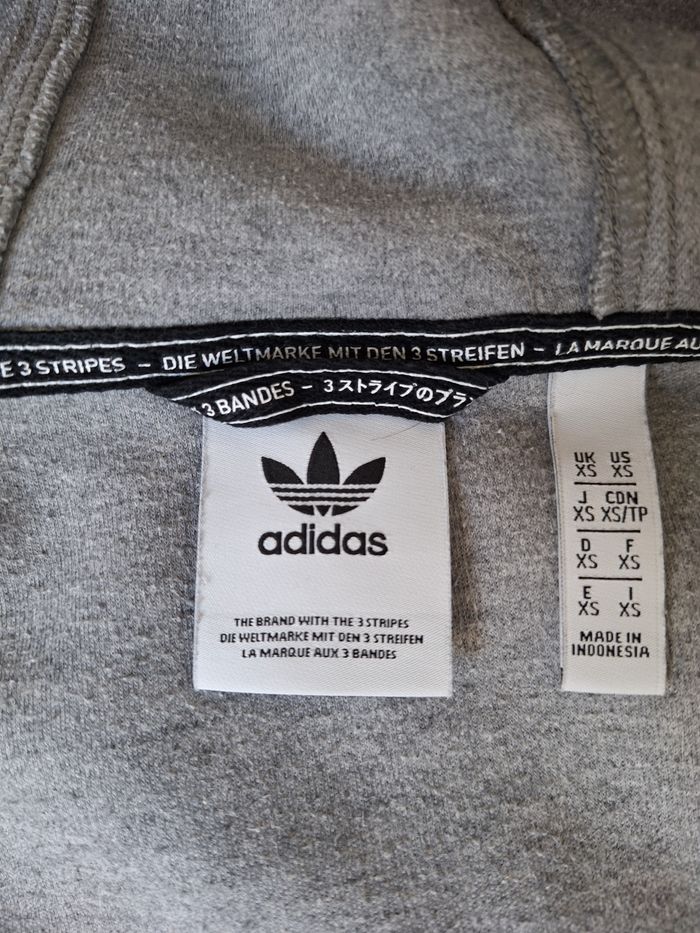 E 3 STRIPES – DIE WELTMARKE MIT DEN 3 STREIFEN – LA MARQUE AU
3 BANDES – 3ストライプのブラン
adidas
THE BRAND WITH THE 3 STRIPES
DIE WELTMARKE MIT DEN 3 STREIFEN
LA MARQUE AUX 3 BANDES
UK US
XS XS
J CDN
XS XS/TP
D F
XS XS
E I
XS XS
MADE IN
INDONESIA